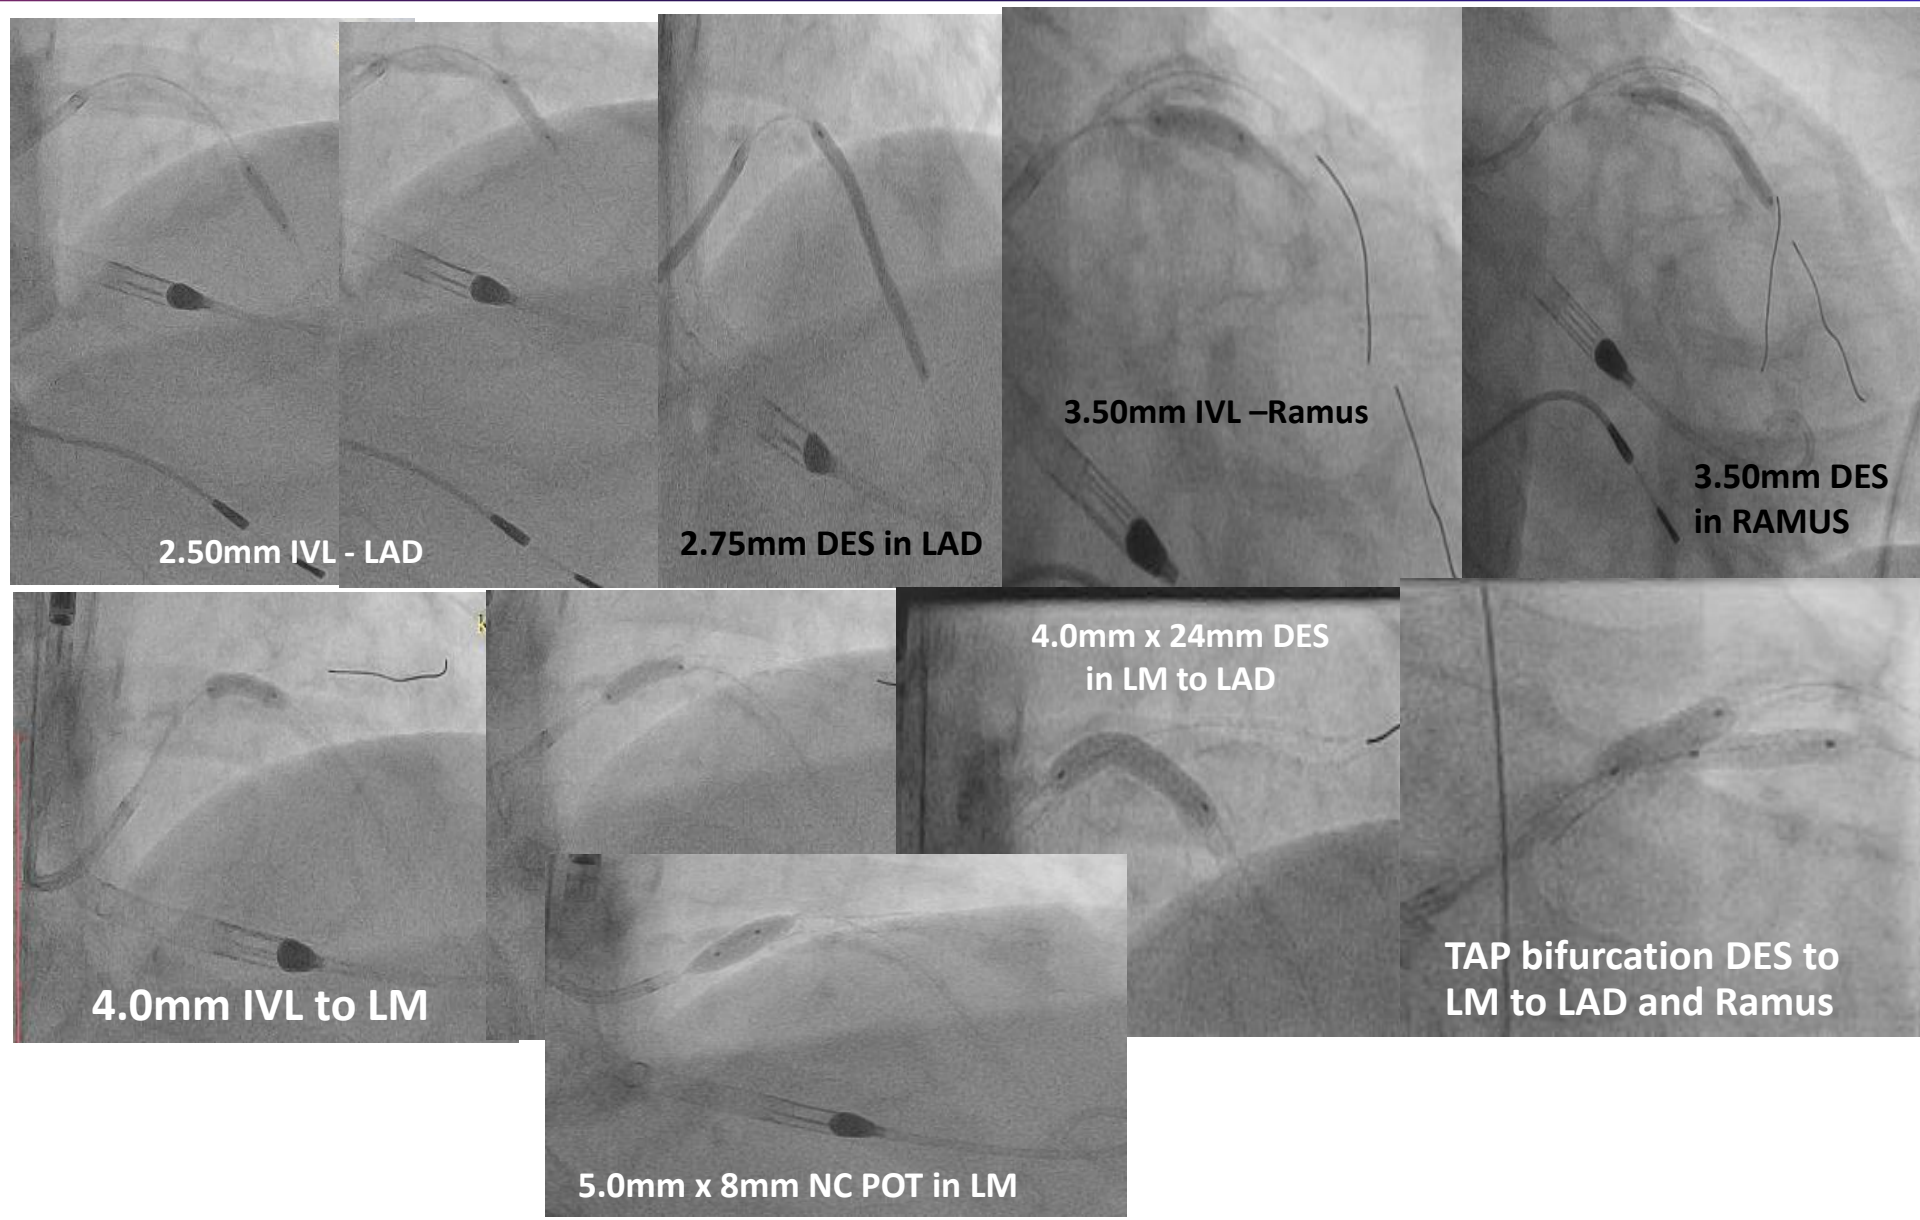 2.50mm IVL - LAD
2.75mm DES in LAD
3.50mm IVL –Ramus
3.50mm DES
in RAMUS
4.0mm IVL to LM
4.0mm x 24mm DES
in LM to LAD
TAP bifurcation DES to
LM to LAD and Ramus
5.0mm x 8mm NC POT in LM